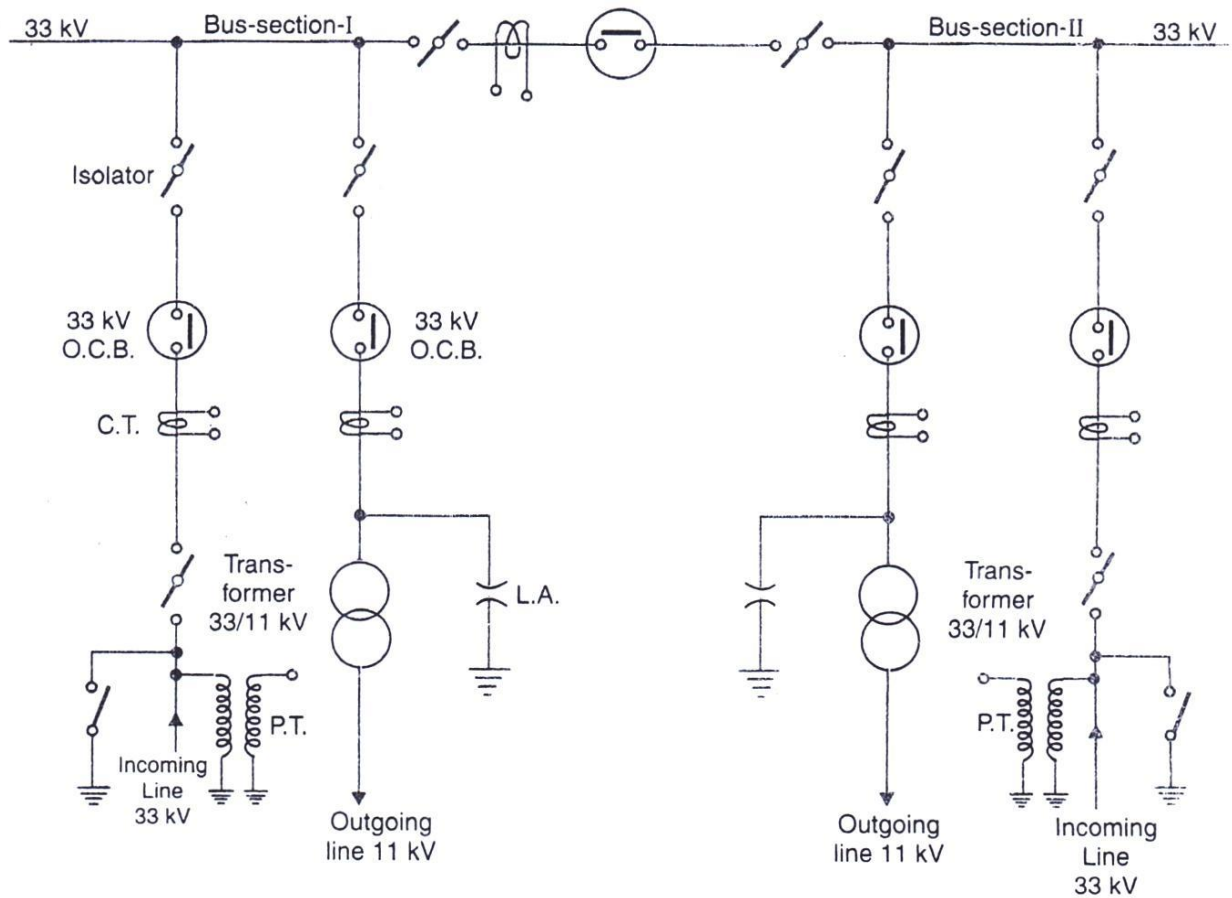 33 kV
Bus-section-I
Bus-section-II
33 kV
Isolator
33 kV
O.C.B.
33 kV
O.C.B.
C.T.
Trans-
former
33/11 kV
L.A.
Trans-
former
33/11 kV
P.T.
P.T.
Incoming
Line
33 kV
Outgoing
line 11 kV
Outgoing
line 11 kV
Incoming
Line
33 kV